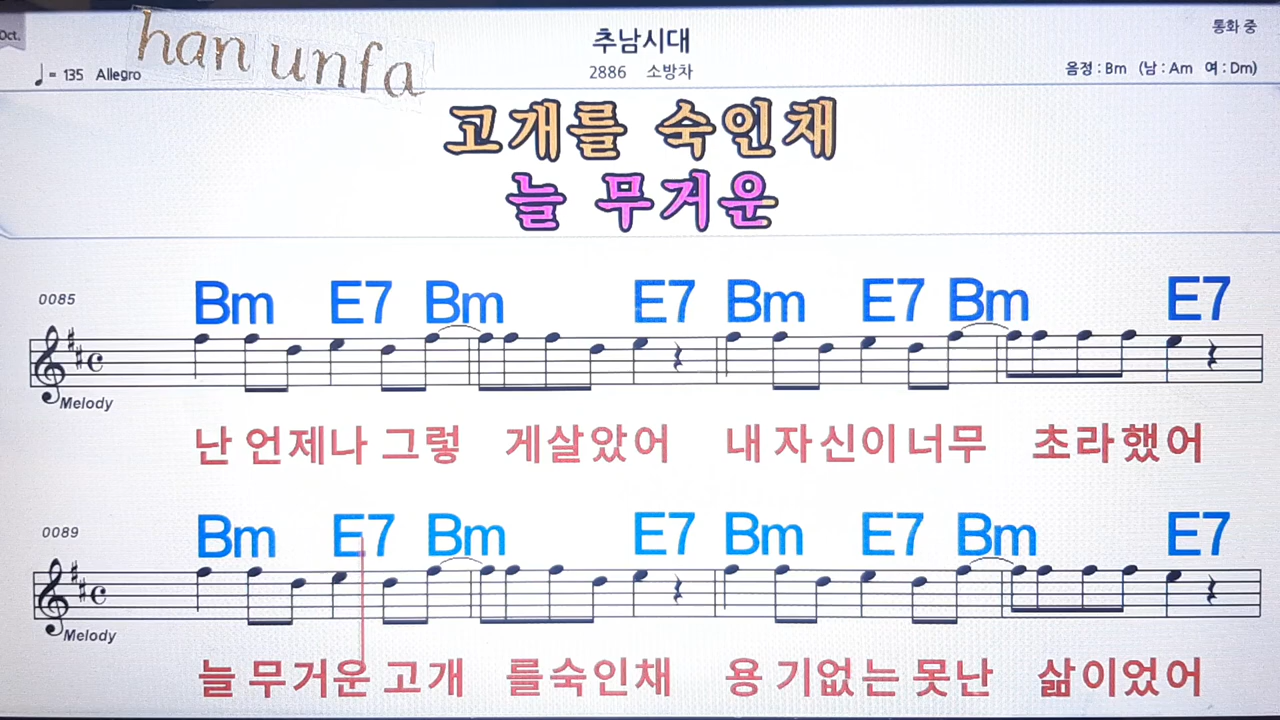 Oct.
han unfa
추남시대
통화 중
♩= 135 Allegro
2886 소방차
음정 : Bm (남 : Am 여 : Dm)
고개를 숙인채
늘 무거운
0085
Bm E7 Bm E7 Bm E7 Bm E7
Melody
난 언제나 그렇 게살았어 내 자신이너무 초라했어
0089
Bm E7 Bm E7 Bm E7 Bm E7
Melody
늘 무거운 고개 를숙인채 용 기없는 못난 삶이었어